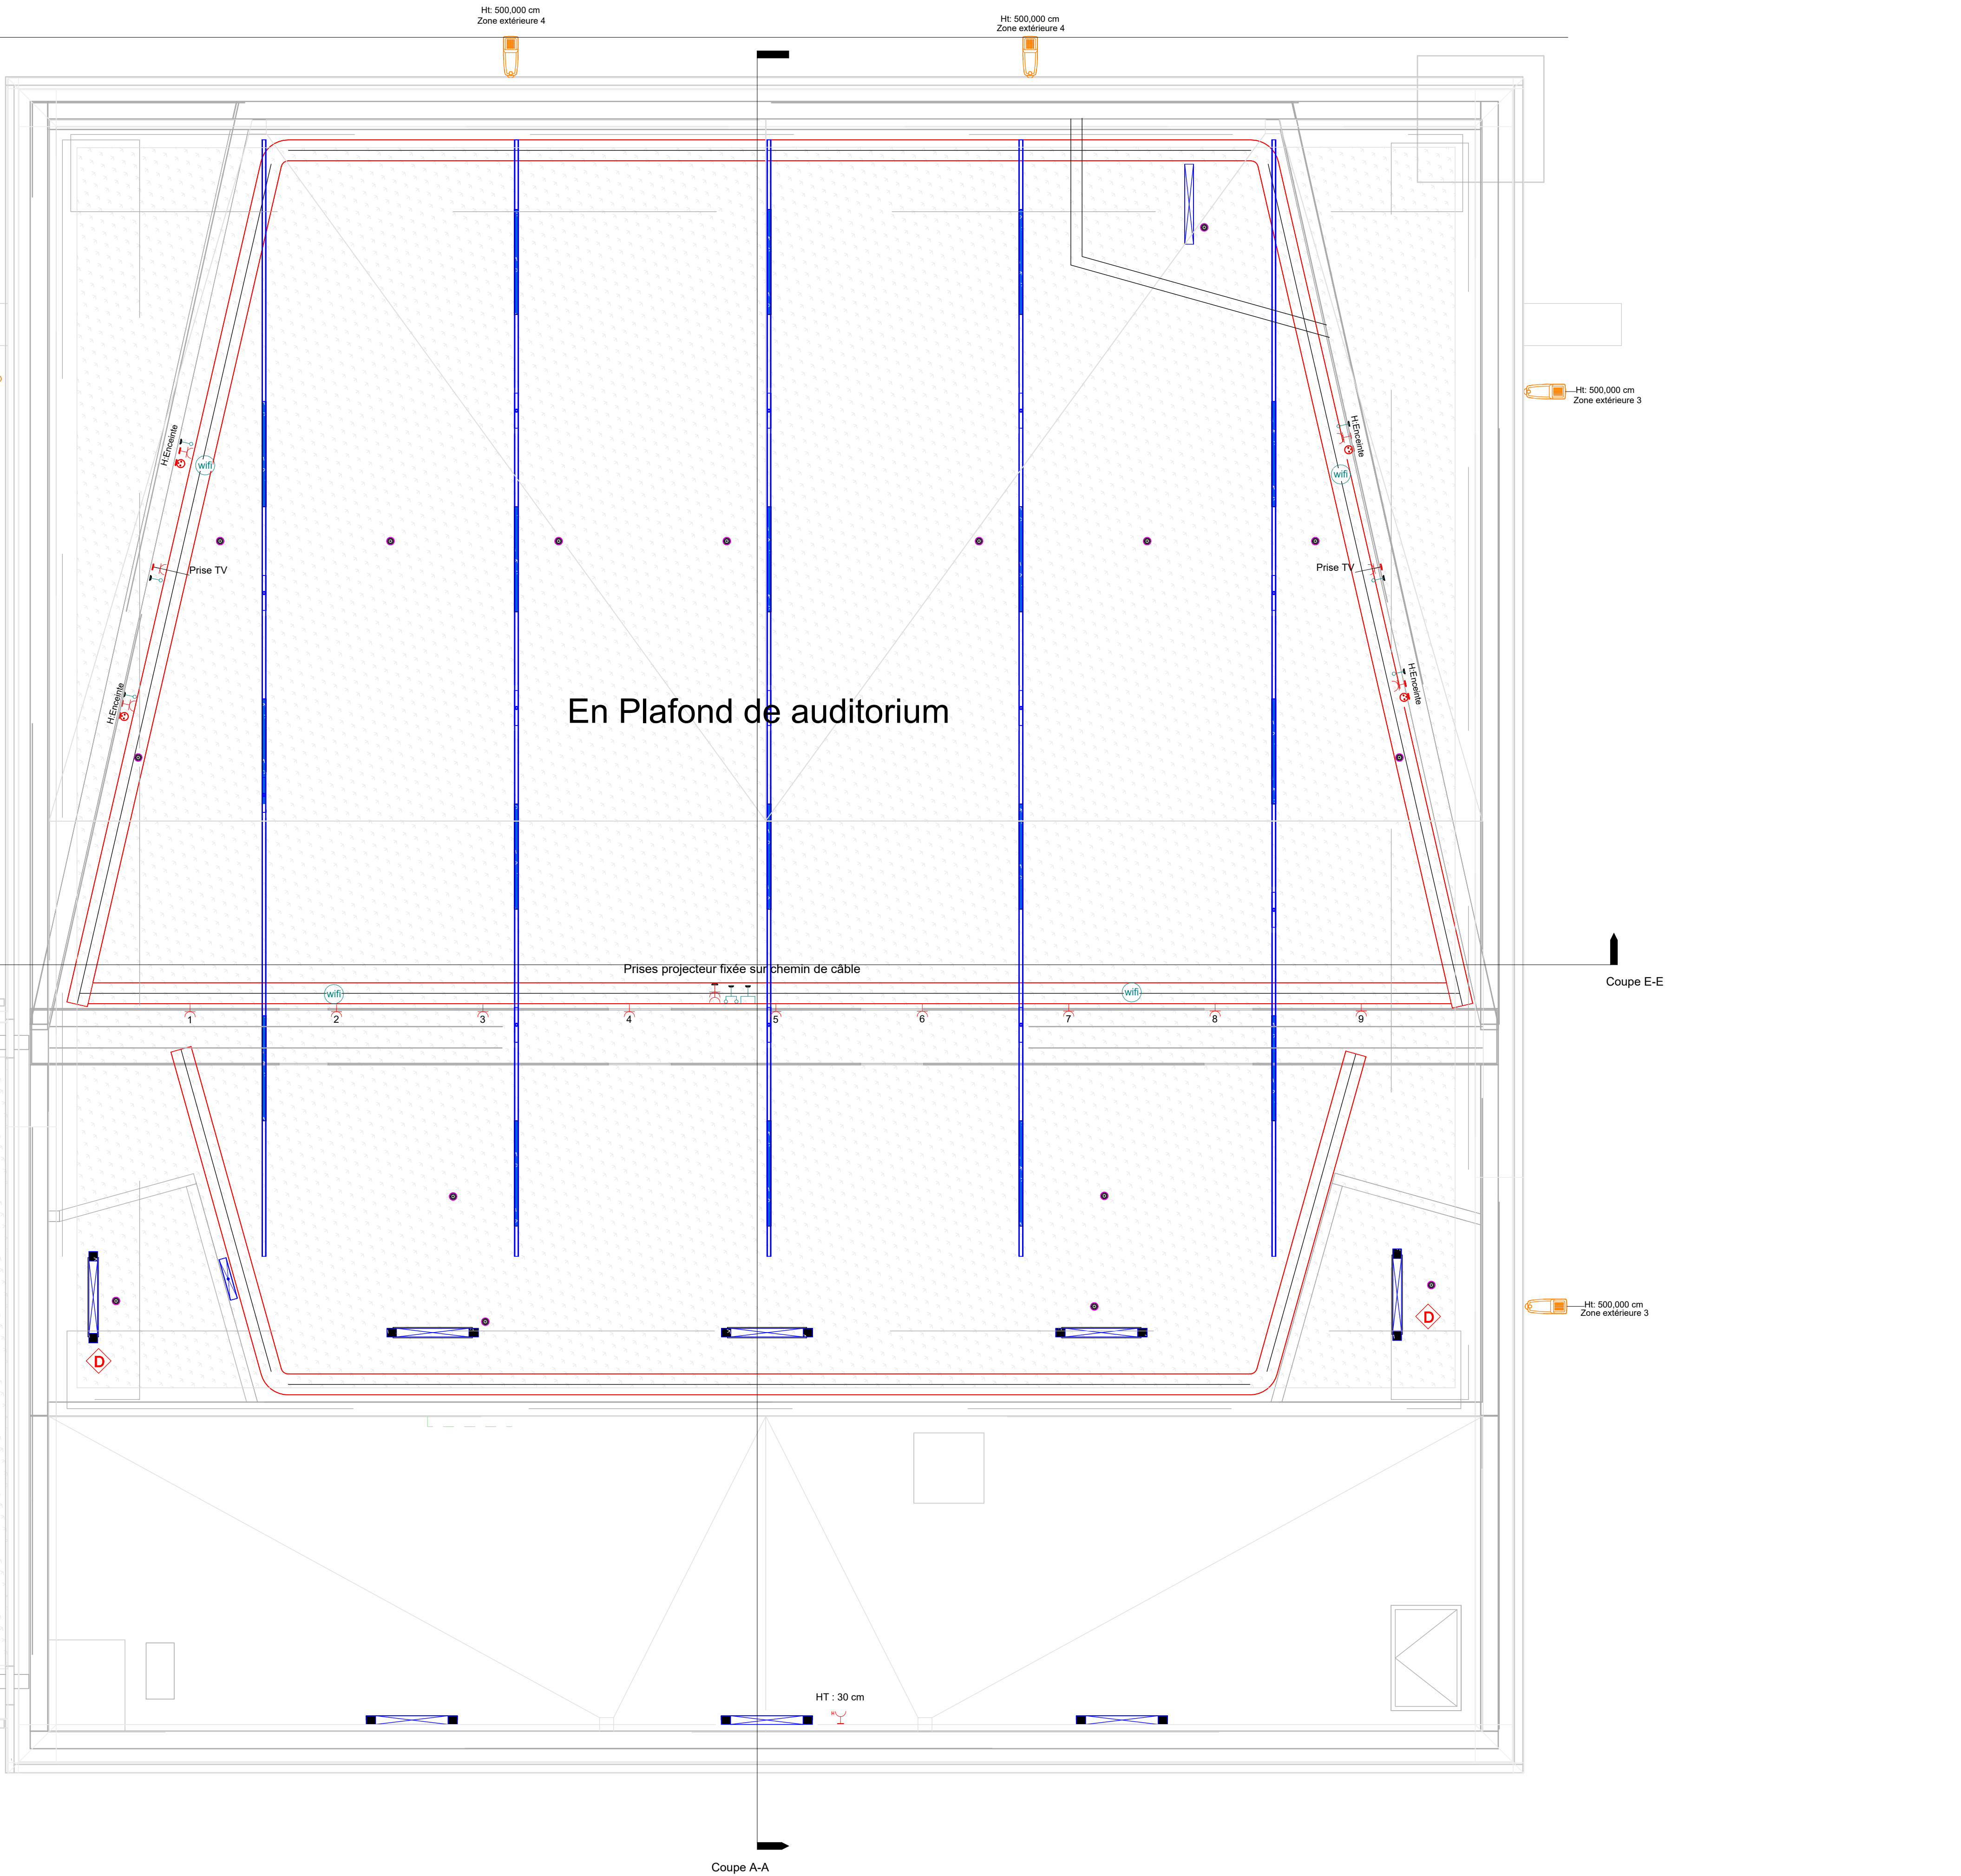 Ht: 500,000 cm
Zone extérieure 4
Ht: 500,000 cm
Zone extérieure 4
Ht: 500,000 cm
Zone extérieure 3
H:Enceinte
wifi
H:Enceinte
wifi
Prise TV
Prise TV
H:Enceinte
H:Enceinte
En Plafond de auditorium
Prises projecteur fixée sur chemin de câble
Coupe E-E
wifi
wifi
1 2 3 4 5 6 7 8 9
Ht: 500,000 cm
Zone extérieure 3
D
D
HT : 30 cm
Coupe A-A